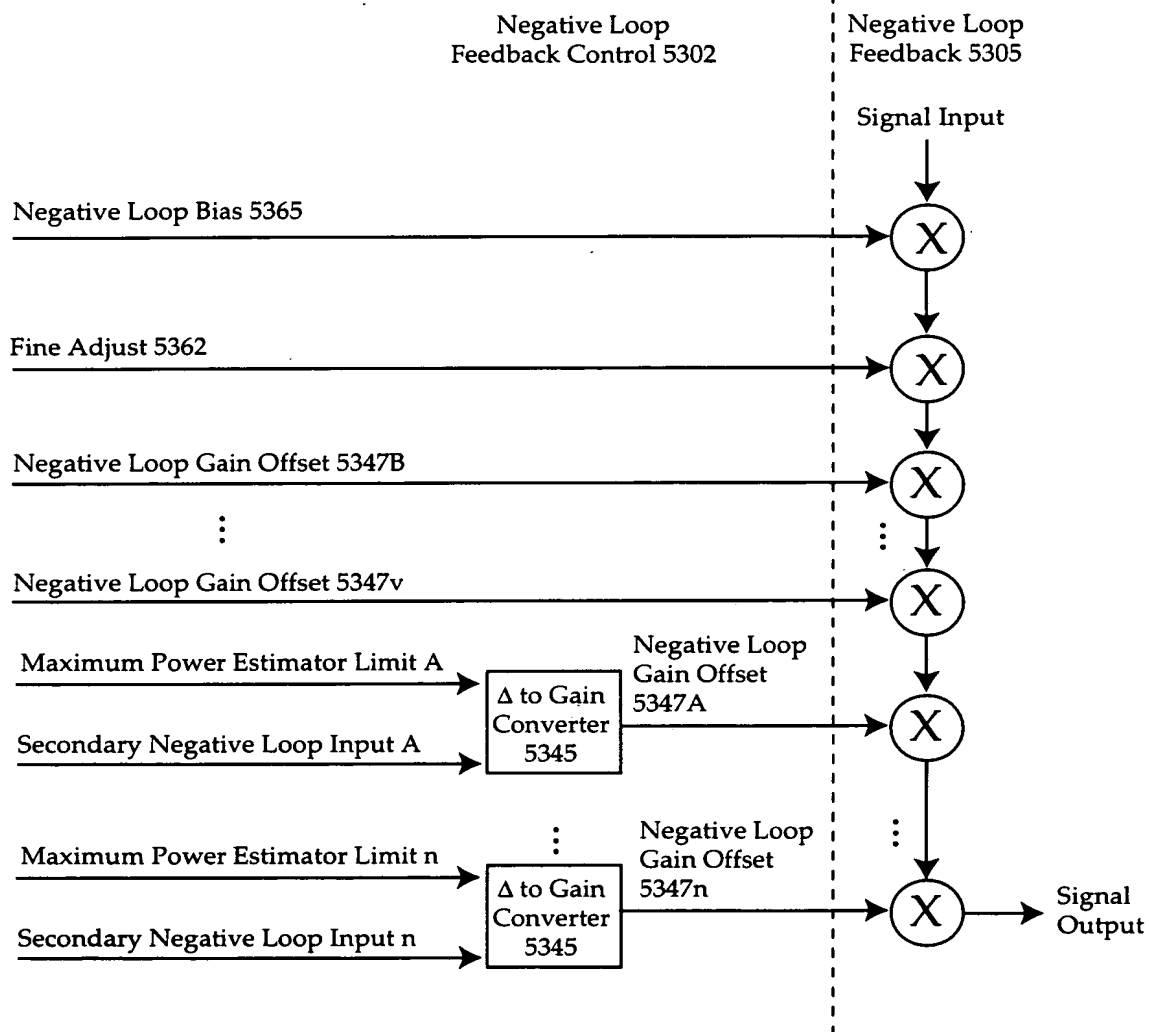 Negative Loop
Feedback Control 5302
Negative Loop
Feedback 5305
Signal Input
Negative Loop Bias 5365
X
Fine Adjust 5362
X
Negative Loop Gain Offset 5347B
X
Negative Loop Gain Offset 5347v
X
Maximum Power Estimator Limit A
Secondary Negative Loop Input A
Δ to Gain
Converter
5345
Negative Loop
Gain Offset
5347A
X
Maximum Power Estimator Limit n
Secondary Negative Loop Input n
Δ to Gain
Converter
5345
Negative Loop
Gain Offset
5347n
X
Signal
Output